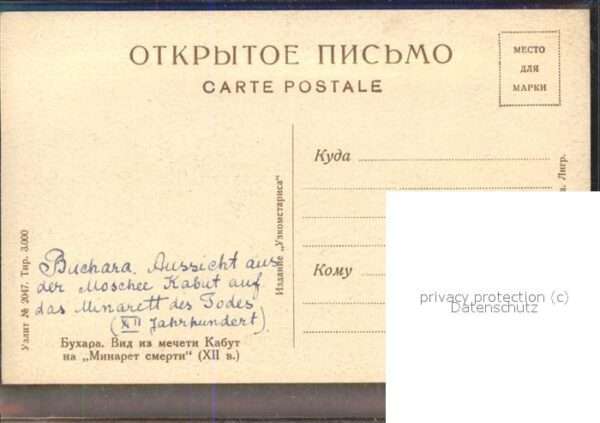 ОТКРЫТОЕ ПИСЬМО
CARTE POSTALE
МЕСТО
ДЛЯ
МАРКИ
Куда
Кому
Buchara. Aussicht aus
der Moschee Kabut auf
das Minarett des Todes
(XII Jahrhundert).
Бухара. Вид из мечети Кабут
на „Минарет смерти" (XII в.)
Узлит № 2047. Тир. 3.000
Издание „Узкомстариса"
Лигр.
privacy protection (c)
Datenschutz